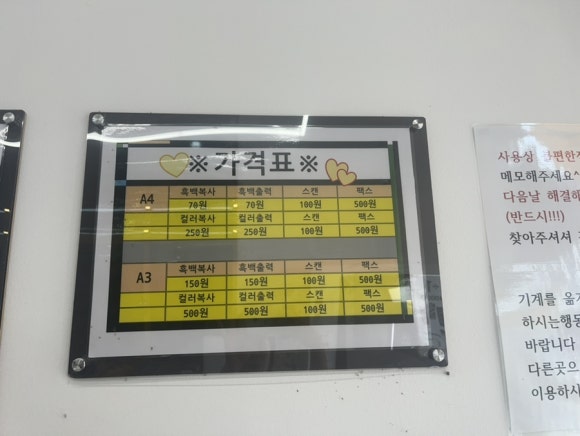 ※가격표※
A4 흑백복사 흑백출력 스캔 팩스
70원 70원 100원 500원
컬러복사 컬러출력 스캔 팩스
250원 250원 100원 500원
A3 흑백복사 흑백출력 스캔 팩스
150원 150원 100원 500원
컬러복사 컬러출력 스캔 팩스
500원 500원 100원 500원
사용상
메모해주세요^
다음날 해결해
(반드시!!!)
찾아주셔서
기계를
하시는행동
바랍니다
다른곳으
이용하시